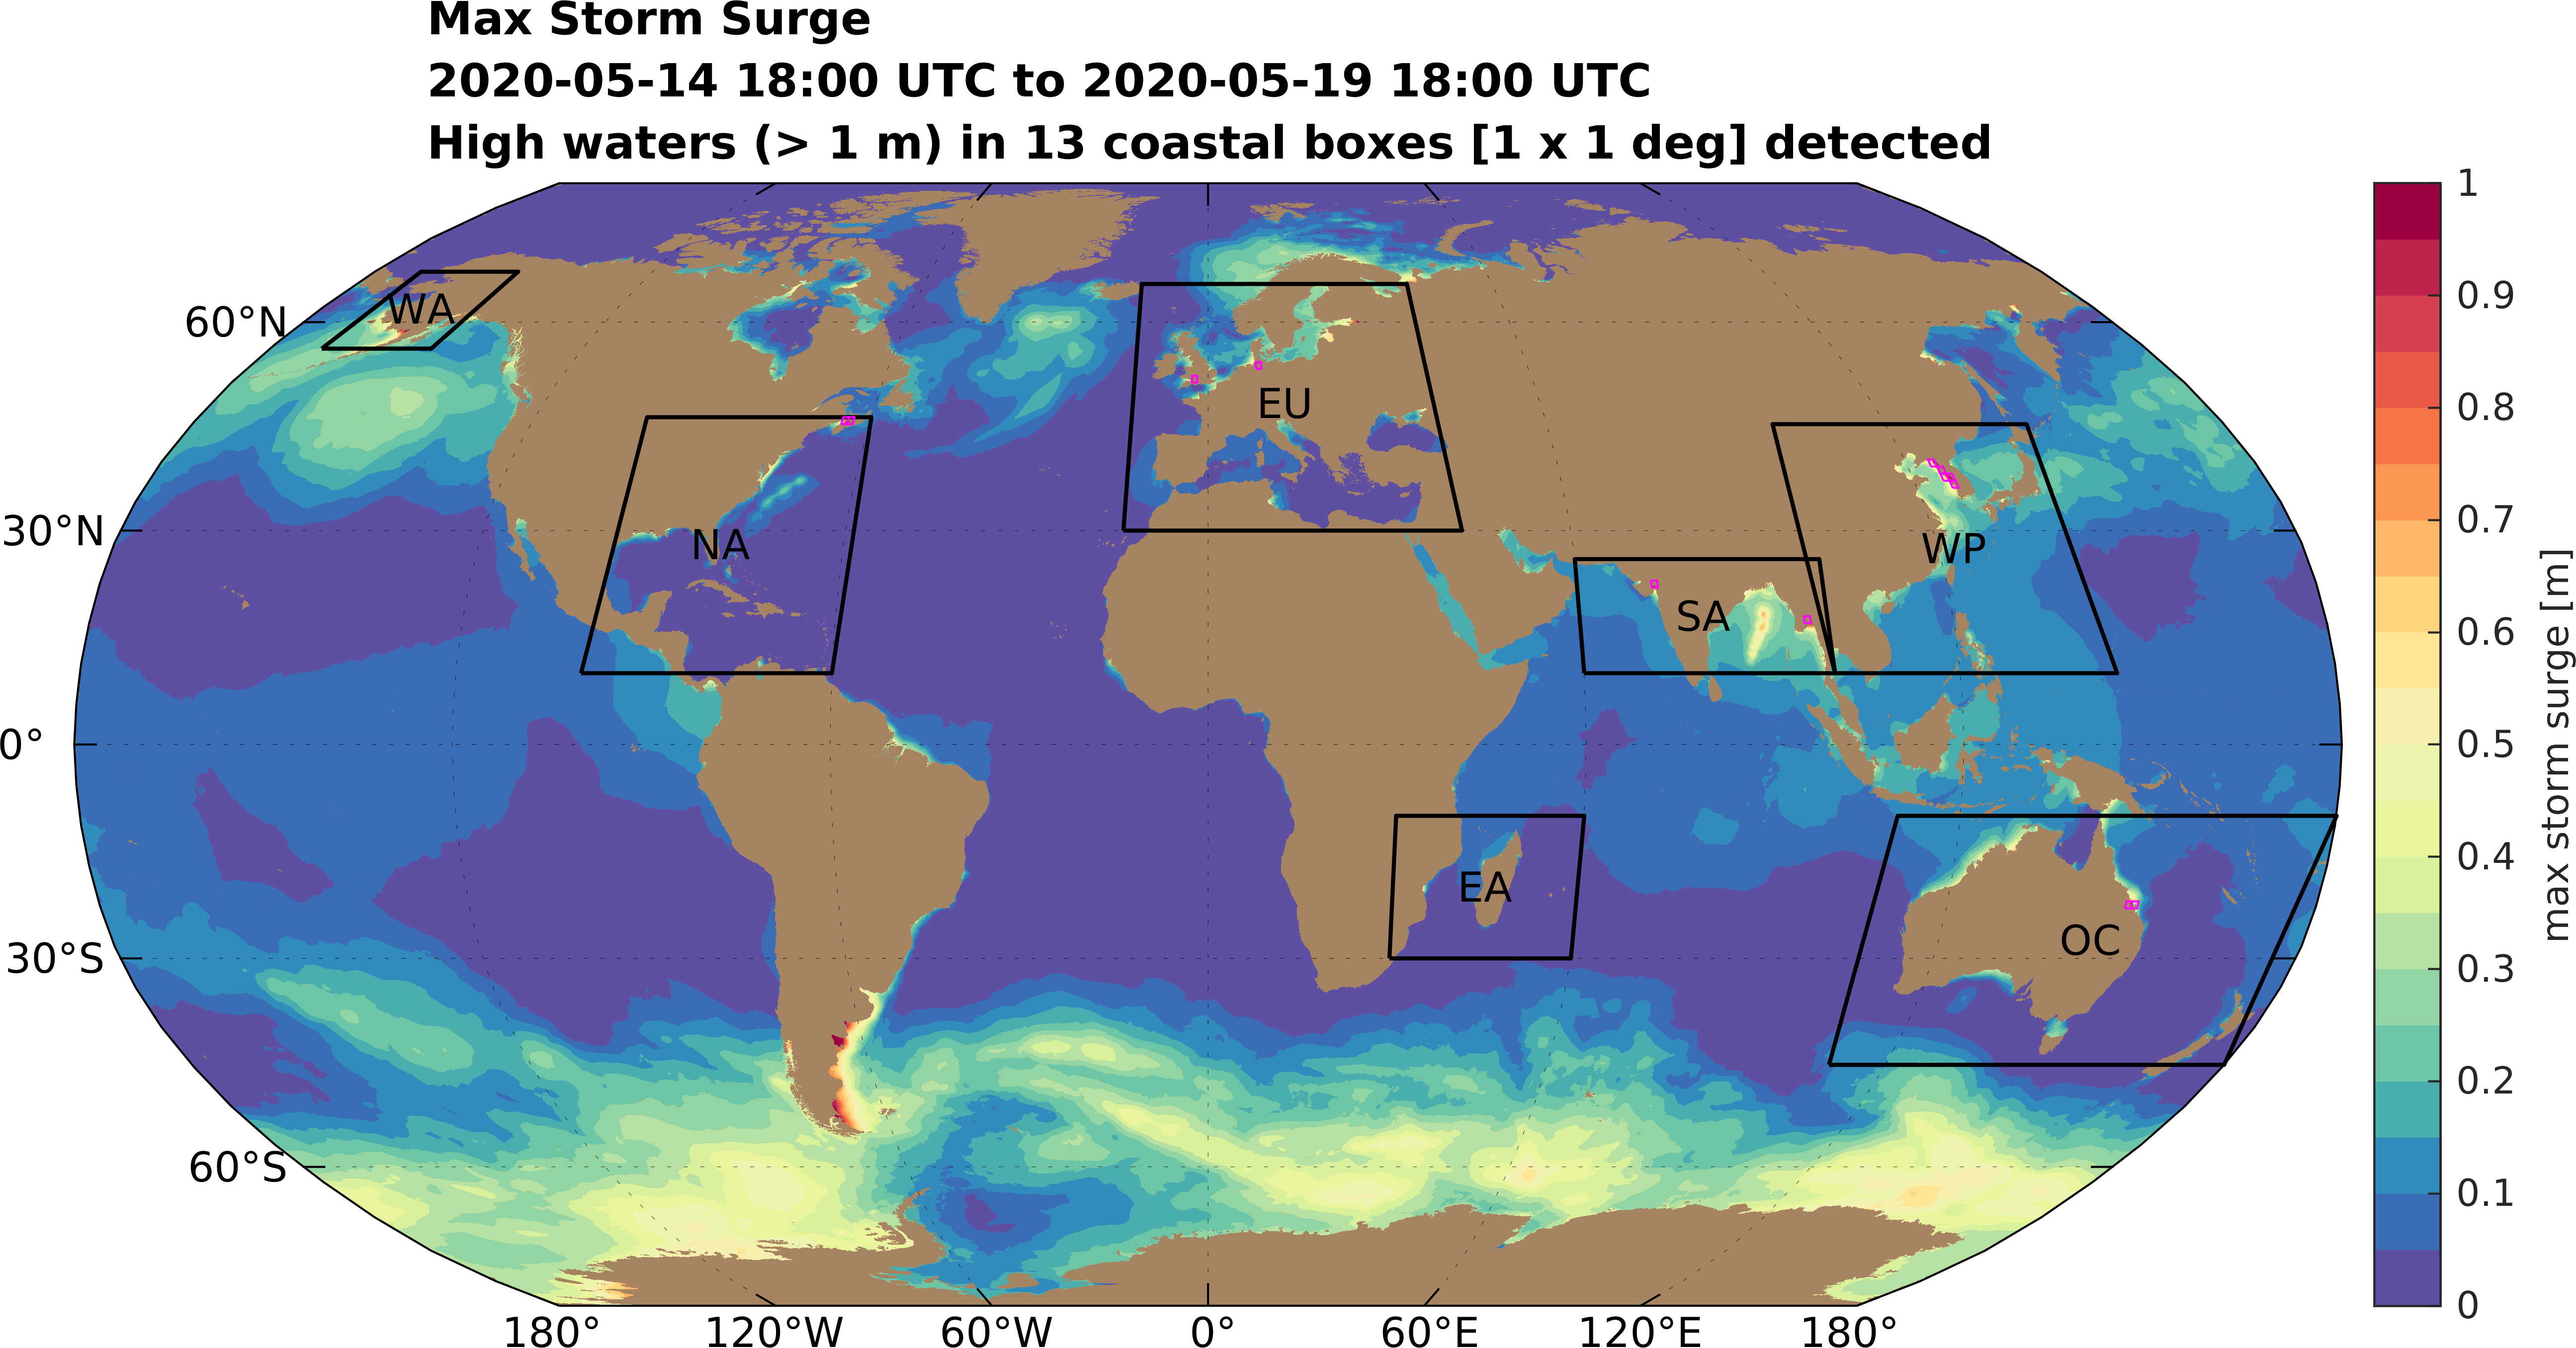 Max Storm Surge
2020-05-14 18:00 UTC to 2020-05-19 18:00 UTC
High waters (> 1 m) in 13 coastal boxes [1 x 1 deg] detected
60°N
30°N
0°
30°S
60°S
WA
NA
EU
SA
WP
EA
OC
180°
120°W
60°W
0°
60°E
120°E
180°
1
0.9
0.8
0.7
0.6
0.5
0.4
0.3
0.2
0.1
0
max storm surge [m]